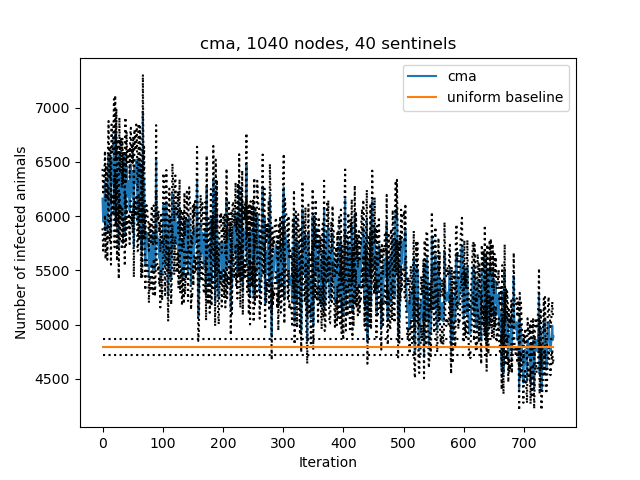 cma, 1040 nodes, 40 sentinels
cma
uniform baseline
Number of infected animals
7000
6500
6000
5500
5000
4500
0 100 200 300 400 500 600 700
Iteration